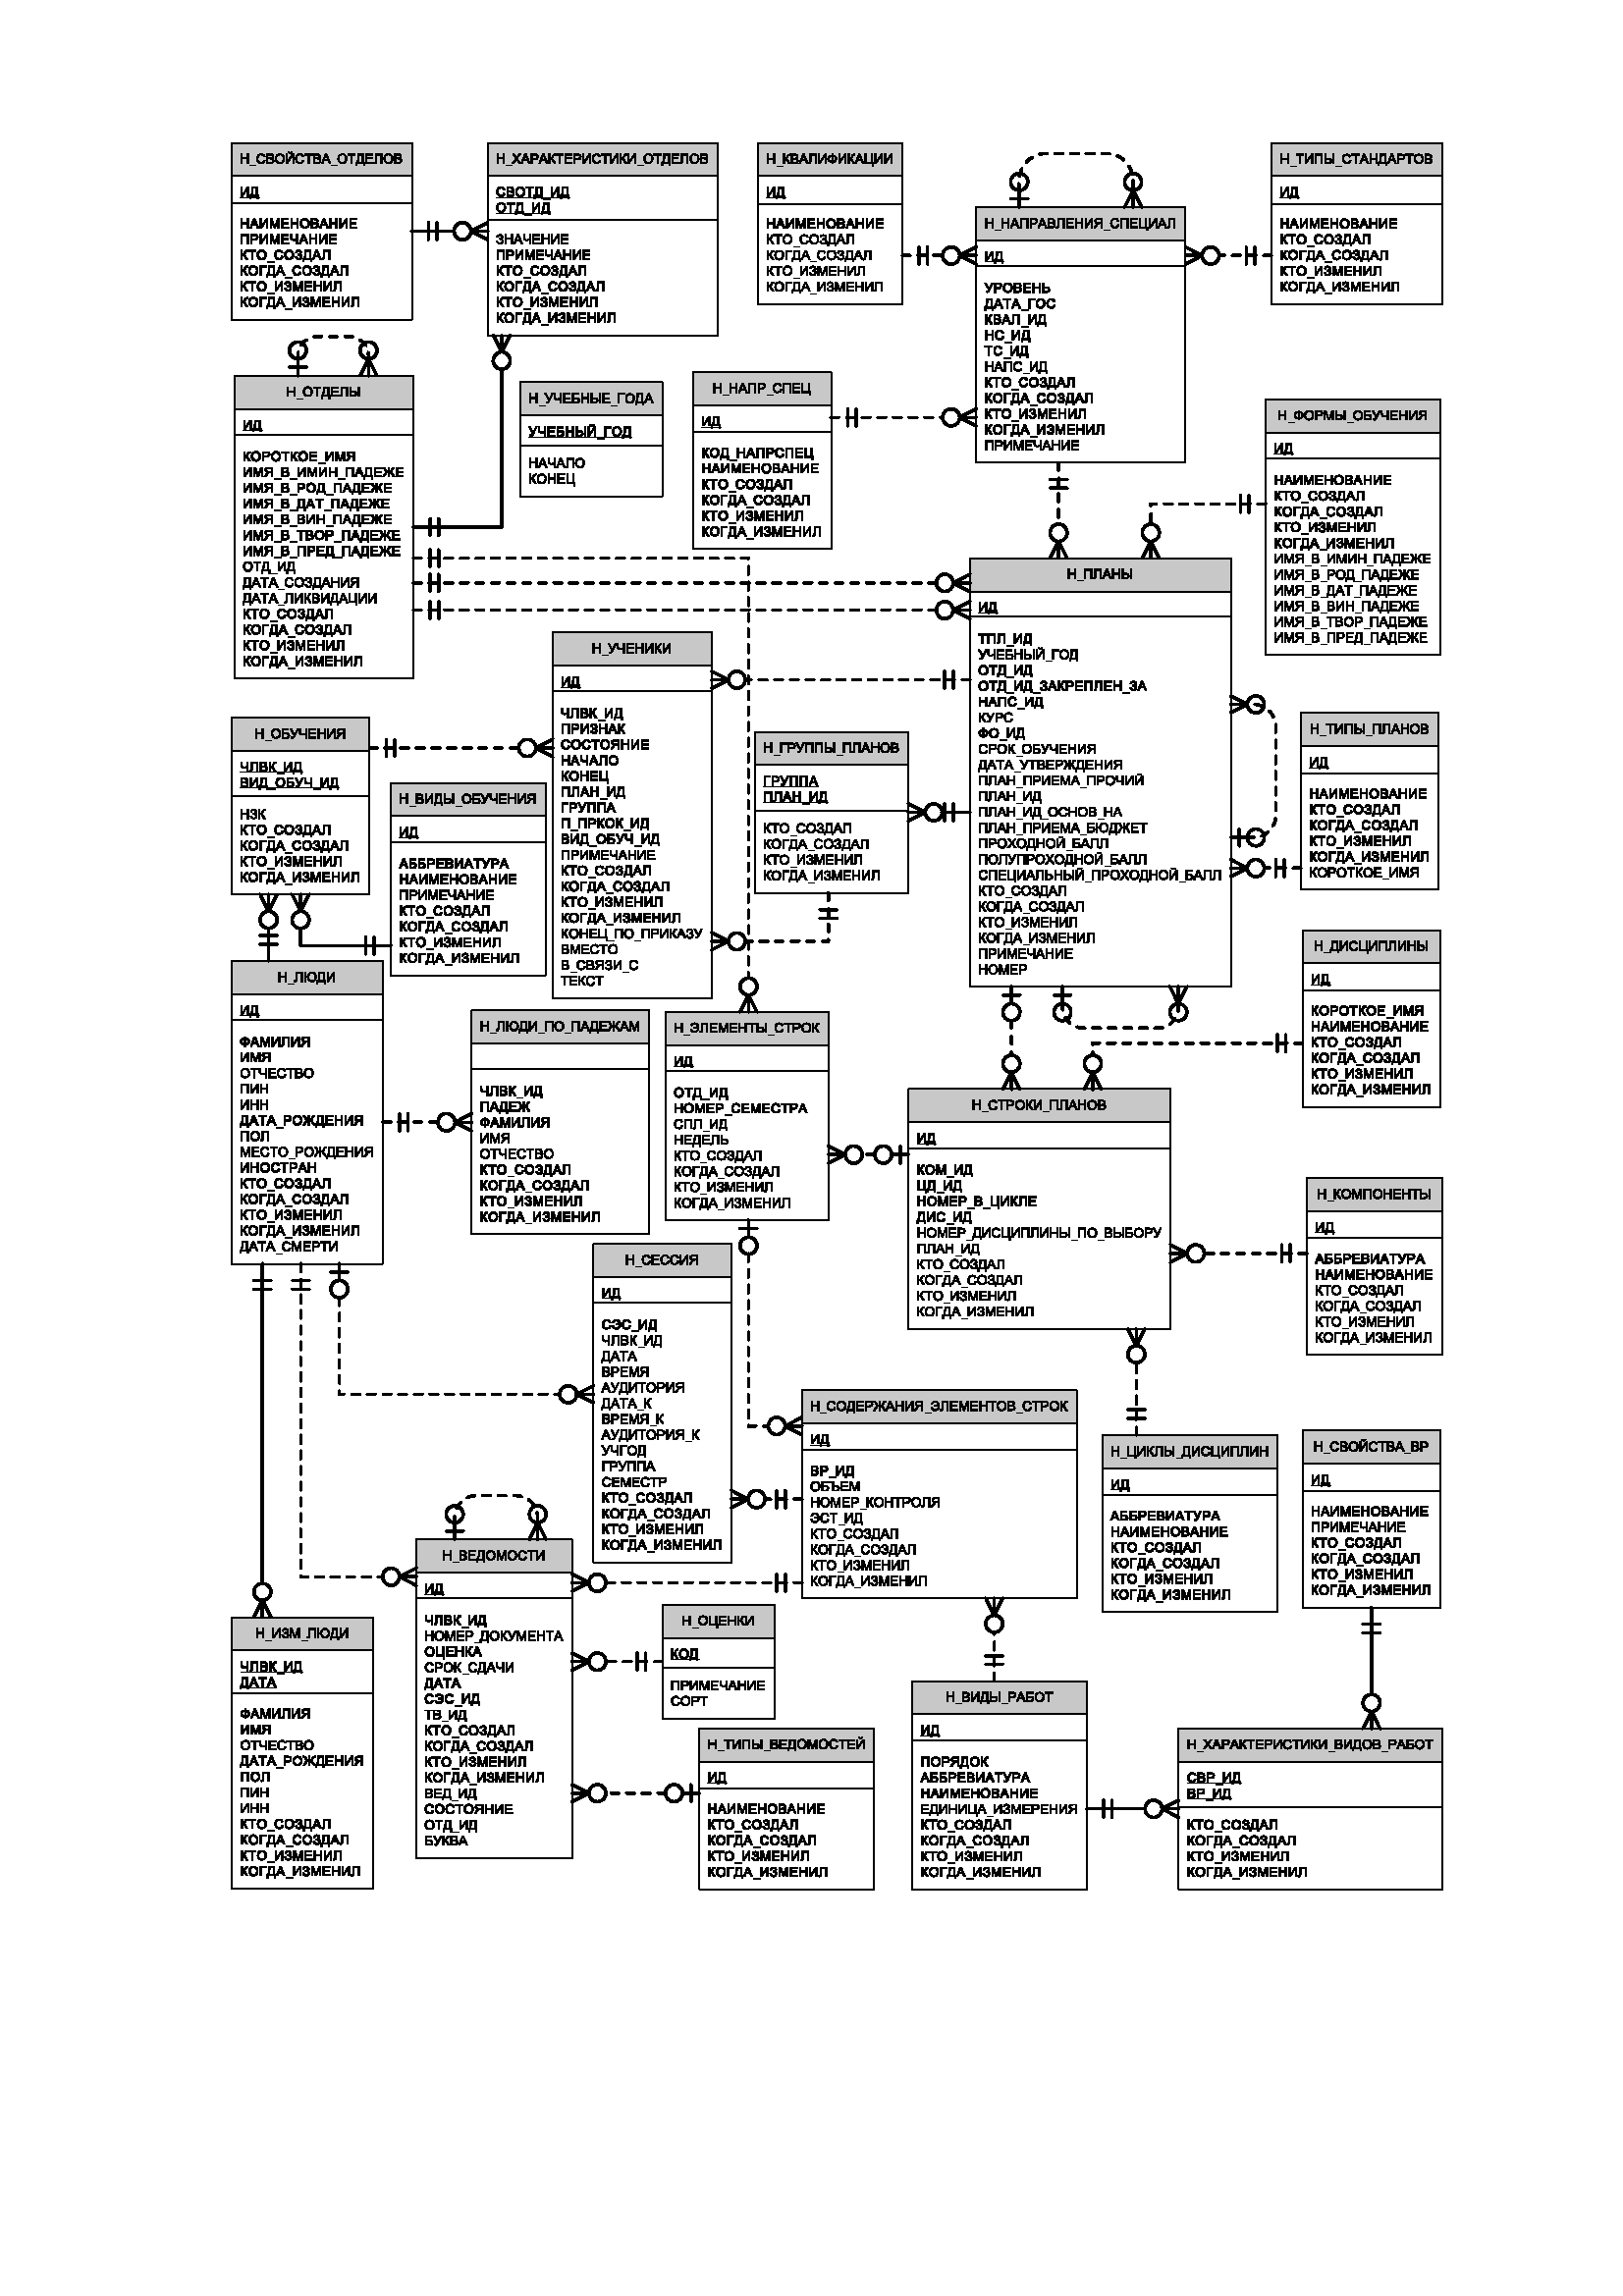 Н_СВОЙСТВА_ОТДЕЛОВ
ИД
НАИМЕНОВАНИЕ
ПРИМЕЧАНИЕ
КТО_СОЗДАЛ
КОГДА_СОЗДАЛ
КТО_ИЗМЕНИЛ
КОГДА_ИЗМЕНИЛ
Н_ХАРАКТЕРИСТИКИ_ОТДЕЛОВ
СВОТД_ИД
ОТД_ИД
ЗНАЧЕНИЕ
ПРИМЕЧАНИЕ
КТО_СОЗДАЛ
КОГДА_СОЗДАЛ
КТО_ИЗМЕНИЛ
КОГДА_ИЗМЕНИЛ
Н_КВАЛИФИКАЦИИ
ИД
НАИМЕНОВАНИЕ
КТО_СОЗДАЛ
КОГДА_СОЗДАЛ
КТО_ИЗМЕНИЛ
КОГДА_ИЗМЕНИЛ
Н_НАПРАВЛЕНИЯ_СПЕЦИАЛ
ИД
УРОВЕНЬ
ДАТА_ГОС
КВАЛ_ИД
НС_ИД
ТС_ИД
НАПС_ИД
КТО_СОЗДАЛ
КОГДА_СОЗДАЛ
КТО_ИЗМЕНИЛ
КОГДА_ИЗМЕНИЛ
ПРИМЕЧАНИЕ
Н_ТИПЫ_СТАНДАРТОВ
ИД
НАИМЕНОВАНИЕ
КТО_СОЗДАЛ
КОГДА_СОЗДАЛ
КТО_ИЗМЕНИЛ
КОГДА_ИЗМЕНИЛ
Н_ОТДЕЛЫ
ИД
КОРОТКОЕ_ИМЯ
ИМЯ_В_ИМИН_ПАДЕЖЕ
ИМЯ_В_РОД_ПАДЕЖЕ
ИМЯ_В_ДАТ_ПАДЕЖЕ
ИМЯ_В_ВИН_ПАДЕЖЕ
ИМЯ_В_ТВОР_ПАДЕЖЕ
ИМЯ_В_ПРЕД_ПАДЕЖЕ
ОТД_ИД
ДАТА_СОЗДАНИЯ
ДАТА_ЛИКВИДАЦИИ
КТО_СОЗДАЛ
КОГДА_СОЗДАЛ
КТО_ИЗМЕНИЛ
КОГДА_ИЗМЕНИЛ
Н_УЧЕБНЫЕ_ГОДА
УЧЕБНЫЙ_ГОД
НАЧАЛО
КОНЕЦ
Н_НАПР_СПЕЦ
ИД
КОД_НАПРСПЕЦ
НАИМЕНОВАНИЕ
КТО_СОЗДАЛ
КОГДА_СОЗДАЛ
КТО_ИЗМЕНИЛ
КОГДА_ИЗМЕНИЛ
Н_ФОРМЫ_ОБУЧЕНИЯ
ИД
НАИМЕНОВАНИЕ
КТО_СОЗДАЛ
КОГДА_СОЗДАЛ
КТО_ИЗМЕНИЛ
КОГДА_ИЗМЕНИЛ
ИМЯ_В_ИМИН_ПАДЕЖЕ
ИМЯ_В_РОД_ПАДЕЖЕ
ИМЯ_В_ДАТ_ПАДЕЖЕ
ИМЯ_В_ВИН_ПАДЕЖЕ
ИМЯ_В_ТВОР_ПАДЕЖЕ
ИМЯ_В_ПРЕД_ПАДЕЖЕ
Н_ПЛАНЫ
ИД
ТПЛ_ИД
УЧЕБНЫЙ_ГОД
ОТД_ИД
ОТД_ИД_ЗАКРЕПЛЕН_ЗА
НАПС_ИД
КУРС
ФО_ИД
СРОК_ОБУЧЕНИЯ
ДАТА_УТВЕРЖДЕНИЯ
ПЛАН_ПРИЕМА_ПРОЧИЙ
ПЛАН_ИД
ПЛАН_ИД_ОСНОВ_НА
ПЛАН_ПРИЕМА_БЮДЖЕТ
ПРОХОДНОЙ_БАЛЛ
ПОЛУПРОХОДНОЙ_БАЛЛ
СПЕЦИАЛЬНЫЙ_ПРОХОДНОЙ_БАЛЛ
КТО_СОЗДАЛ
КОГДА_СОЗДАЛ
КТО_ИЗМЕНИЛ
КОГДА_ИЗМЕНИЛ
ПРИМЕЧАНИЕ
НОМЕР
Н_УЧЕНИКИ
ИД
ЧЛВК_ИД
ПРИЗНАК
СОСТОЯНИЕ
НАЧАЛО
КОНЕЦ
ПЛАН_ИД
ГРУППА
П_ПРКОК_ИД
ВИД_ОБУЧ_ИД
ПРИМЕЧАНИЕ
КТО_СОЗДАЛ
КОГДА_СОЗДАЛ
КТО_ИЗМЕНИЛ
КОГДА_ИЗМЕНИЛ
КОНЕЦ_ПО_ПРИКАЗУ
ВМЕСТО
В_СВЯЗИ_С
ТЕКСТ
Н_ОБУЧЕНИЯ
ЧЛВК_ИД
ВИД_ОБУЧ_ИД
НЗК
КТО_СОЗДАЛ
КОГДА_СОЗДАЛ
КТО_ИЗМЕНИЛ
КОГДА_ИЗМЕНИЛ
Н_ВИДЫ_ОБУЧЕНИЯ
ИД
АББРЕВИАТУРА
НАИМЕНОВАНИЕ
ПРИМЕЧАНИЕ
КТО_СОЗДАЛ
КОГДА_СОЗДАЛ
КТО_ИЗМЕНИЛ
КОГДА_ИЗМЕНИЛ
Н_ГРУППЫ_ПЛАНОВ
ГРУППА
ПЛАН_ИД
КТО_СОЗДАЛ
КОГДА_СОЗДАЛ
КТО_ИЗМЕНИЛ
КОГДА_ИЗМЕНИЛ
Н_ТИПЫ_ПЛАНОВ
ИД
НАИМЕНОВАНИЕ
КТО_СОЗДАЛ
КОГДА_СОЗДАЛ
КТО_ИЗМЕНИЛ
КОГДА_ИЗМЕНИЛ
КОРОТКОЕ_ИМЯ
Н_ДИСЦИПЛИНЫ
ИД
КОРОТКОЕ_ИМЯ
НАИМЕНОВАНИЕ
КТО_СОЗДАЛ
КОГДА_СОЗДАЛ
КТО_ИЗМЕНИЛ
КОГДА_ИЗМЕНИЛ
Н_ЛЮДИ
ИД
ФАМИЛИЯ
ИМЯ
ОТЧЕСТВО
ПИН
ИНН
ДАТА_РОЖДЕНИЯ
ПОЛ
МЕСТО_РОЖДЕНИЯ
ИНОСТРАН
КТО_СОЗДАЛ
КОГДА_СОЗДАЛ
КТО_ИЗМЕНИЛ
КОГДА_ИЗМЕНИЛ
ДАТА_СМЕРТИ
Н_ЛЮДИ_ПО_ПАДЕЖАМ
ЧЛВК_ИД
ПАДЕЖ
ФАМИЛИЯ
ИМЯ
ОТЧЕСТВО
КТО_СОЗДАЛ
КОГДА_СОЗДАЛ
КТО_ИЗМЕНИЛ
КОГДА_ИЗМЕНИЛ
Н_ЭЛЕМЕНТЫ_СТРОК
ИД
ОТД_ИД
НОМЕР_СЕМЕСТРА
СПЛ_ИД
НЕДЕЛЬ
КТО_СОЗДАЛ
КОГДА_СОЗДАЛ
КТО_ИЗМЕНИЛ
КОГДА_ИЗМЕНИЛ
Н_СТРОКИ_ПЛАНОВ
ИД
КОМ_ИД
ЦД_ИД
НОМЕР_В_ЦИКЛЕ
ДИС_ИД
НОМЕР_ДИСЦИПЛИНЫ_ПО_ВЫБОРУ
ПЛАН_ИД
КТО_СОЗДАЛ
КОГДА_СОЗДАЛ
КТО_ИЗМЕНИЛ
КОГДА_ИЗМЕНИЛ
Н_КОМПОНЕНТЫ
ИД
АББРЕВИАТУРА
НАИМЕНОВАНИЕ
КТО_СОЗДАЛ
КОГДА_СОЗДАЛ
КТО_ИЗМЕНИЛ
КОГДА_ИЗМЕНИЛ
Н_СЕССИЯ
ИД
СЭС_ИД
ЧЛВК_ИД
ДАТА
ВРЕМЯ
АУДИТОРИЯ
ДАТА_К
ВРЕМЯ_К
АУДИТОРИЯ_К
УЧГОД
ГРУППА
СЕМЕСТР
КТО_СОЗДАЛ
КОГДА_СОЗДАЛ
КТО_ИЗМЕНИЛ
КОГДА_ИЗМЕНИЛ
Н_СОДЕРЖАНИЯ_ЭЛЕМЕНТОВ_СТРОК
ИД
ВР_ИД
ОБЪЕМ
НОМЕР_КОНТРОЛЯ
ЭСТ_ИД
КТО_СОЗДАЛ
КОГДА_СОЗДАЛ
КТО_ИЗМЕНИЛ
КОГДА_ИЗМЕНИЛ
Н_ЦИКЛЫ_ДИСЦИПЛИН
ИД
АББРЕВИАТУРА
НАИМЕНОВАНИЕ
КТО_СОЗДАЛ
КОГДА_СОЗДАЛ
КТО_ИЗМЕНИЛ
КОГДА_ИЗМЕНИЛ
Н_СВОЙСТВА_ВР
ИД
НАИМЕНОВАНИЕ
ПРИМЕЧАНИЕ
КТО_СОЗДАЛ
КОГДА_СОЗДАЛ
КТО_ИЗМЕНИЛ
КОГДА_ИЗМЕНИЛ
Н_ВЕДОМОСТИ
ИД
ЧЛВК_ИД
НОМЕР_ДОКУМЕНТА
ОЦЕНКА
СРОК_СДАЧИ
ДАТА
СЭС_ИД
ТВ_ИД
КТО_СОЗДАЛ
КОГДА_СОЗДАЛ
КТО_ИЗМЕНИЛ
КОГДА_ИЗМЕНИЛ
ВЕД_ИД
СОСТОЯНИЕ
ОТД_ИД
БУКВА
Н_ИЗМ_ЛЮДИ
ЧЛВК_ИД
ДАТА
ФАМИЛИЯ
ИМЯ
ОТЧЕСТВО
ДАТА_РОЖДЕНИЯ
ПОЛ
ПИН
ИНН
КТО_СОЗДАЛ
КОГДА_СОЗДАЛ
КТО_ИЗМЕНИЛ
КОГДА_ИЗМЕНИЛ
Н_ОЦЕНКИ
КОД
ПРИМЕЧАНИЕ
СОРТ
Н_ТИПЫ_ВЕДОМОСТЕЙ
ИД
НАИМЕНОВАНИЕ
КТО_СОЗДАЛ
КОГДА_СОЗДАЛ
КТО_ИЗМЕНИЛ
КОГДА_ИЗМЕНИЛ
Н_ВИДЫ_РАБОТ
ИД
ПОРЯДОК
АББРЕВИАТУРА
НАИМЕНОВАНИЕ
ЕДИНИЦА_ИЗМЕРЕНИЯ
КТО_СОЗДАЛ
КОГДА_СОЗДАЛ
КТО_ИЗМЕНИЛ
КОГДА_ИЗМЕНИЛ
Н_ХАРАКТЕРИСТИКИ_ВИДОВ_РАБОТ
СВР_ИД
ВР_ИД
КТО_СОЗДАЛ
КОГДА_СОЗДАЛ
КТО_ИЗМЕНИЛ
КОГДА_ИЗМЕНИЛ